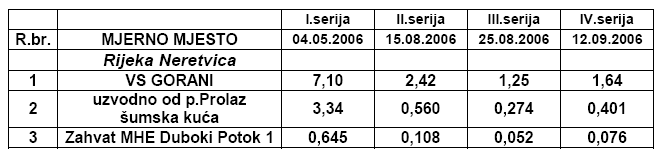 I.serija II.serija III.serija IV.serija
R.br. MJERNO MJESTO 04.05.2006 15.08.2006 25.08.2006 12.09.2006
Rijeka Neretvica
1 VS GORANI 7,10 2,42 1,25 1,64
2 uzvodno od p.Prolaz šumska kuća 3,34 0,560 0,274 0,401
3 Zahvat MHE Duboki Potok 1 0,645 0,108 0,052 0,076